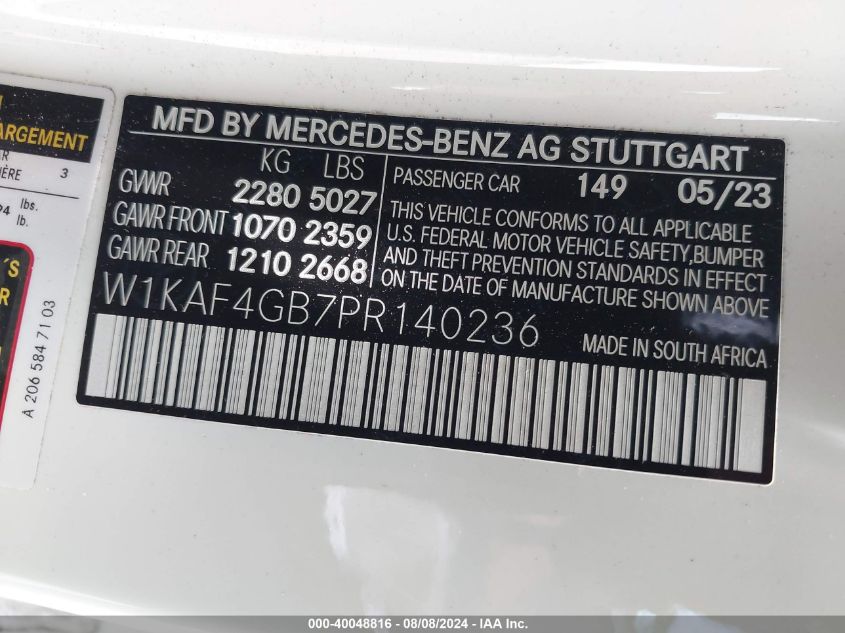 ARGEMENT
3
lbs.
lb.
A 206 584 71 03
MFD BY MERCEDES-BENZ AG STUTTGART
KG LBS
GVWR 2280 5027
GAWR FRONT 1070 2359
GAWR REAR 1210 2668
PASSENGER CAR 149 05/23
THIS VEHICLE CONFORMS TO ALL APPLICABLE
U.S. FEDERAL MOTOR VEHICLE SAFETY,BUMPER
AND THEFT PREVENTION STANDARDS IN EFFECT
ON THE DATE OF MANUFACTURE SHOWN ABOVE
W1KAF4GB7PR140236
MADE IN SOUTH AFRICA
000-40048816 - 08/08/2024 - IAA Inc.